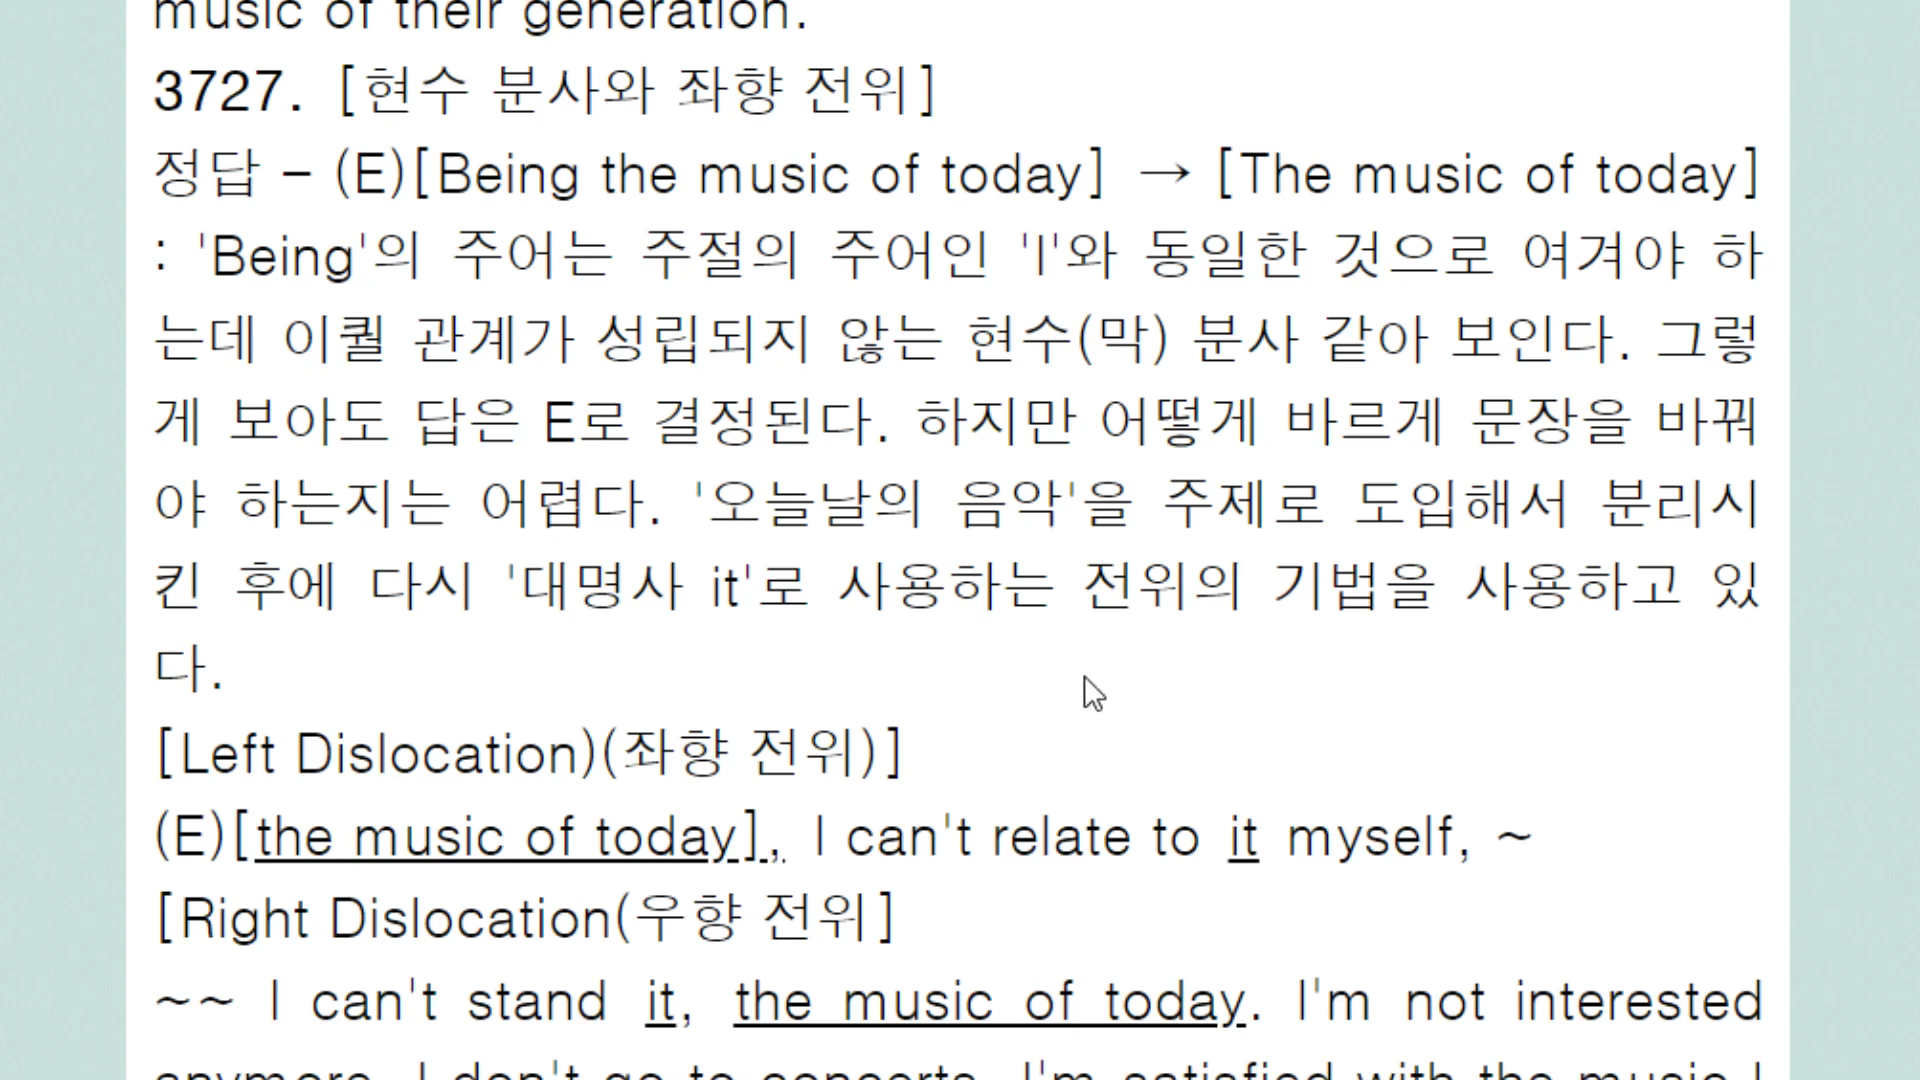 music of their generation.
3727. [현수 분사와 좌향 전위]
정답 – (E)[Being the music of today] → [The music of today]
: 'Being'의 주어는 주절의 주어인 'I'와 동일한 것으로 여겨야 하
는데 이퀄 관계가 성립되지 않는 현수(막) 분사 같아 보인다. 그렇
게 보아도 답은 E로 결정된다. 하지만 어떻게 바르게 문장을 바꿔
야 하는지는 어렵다. '오늘날의 음악'을 주제로 도입해서 분리시
킨 후에 다시 '대명사 it'로 사용하는 전위의 기법을 사용하고 있
다.
[Left Dislocation)(좌향 전위)]
(E)[the music of today], I can't relate to it myself, ~
[Right Dislocation(우향 전위]
~~ I can't stand it, the music of today. I'm not interested
anymore. I don't go to concerts. I'm satisfied with the music I